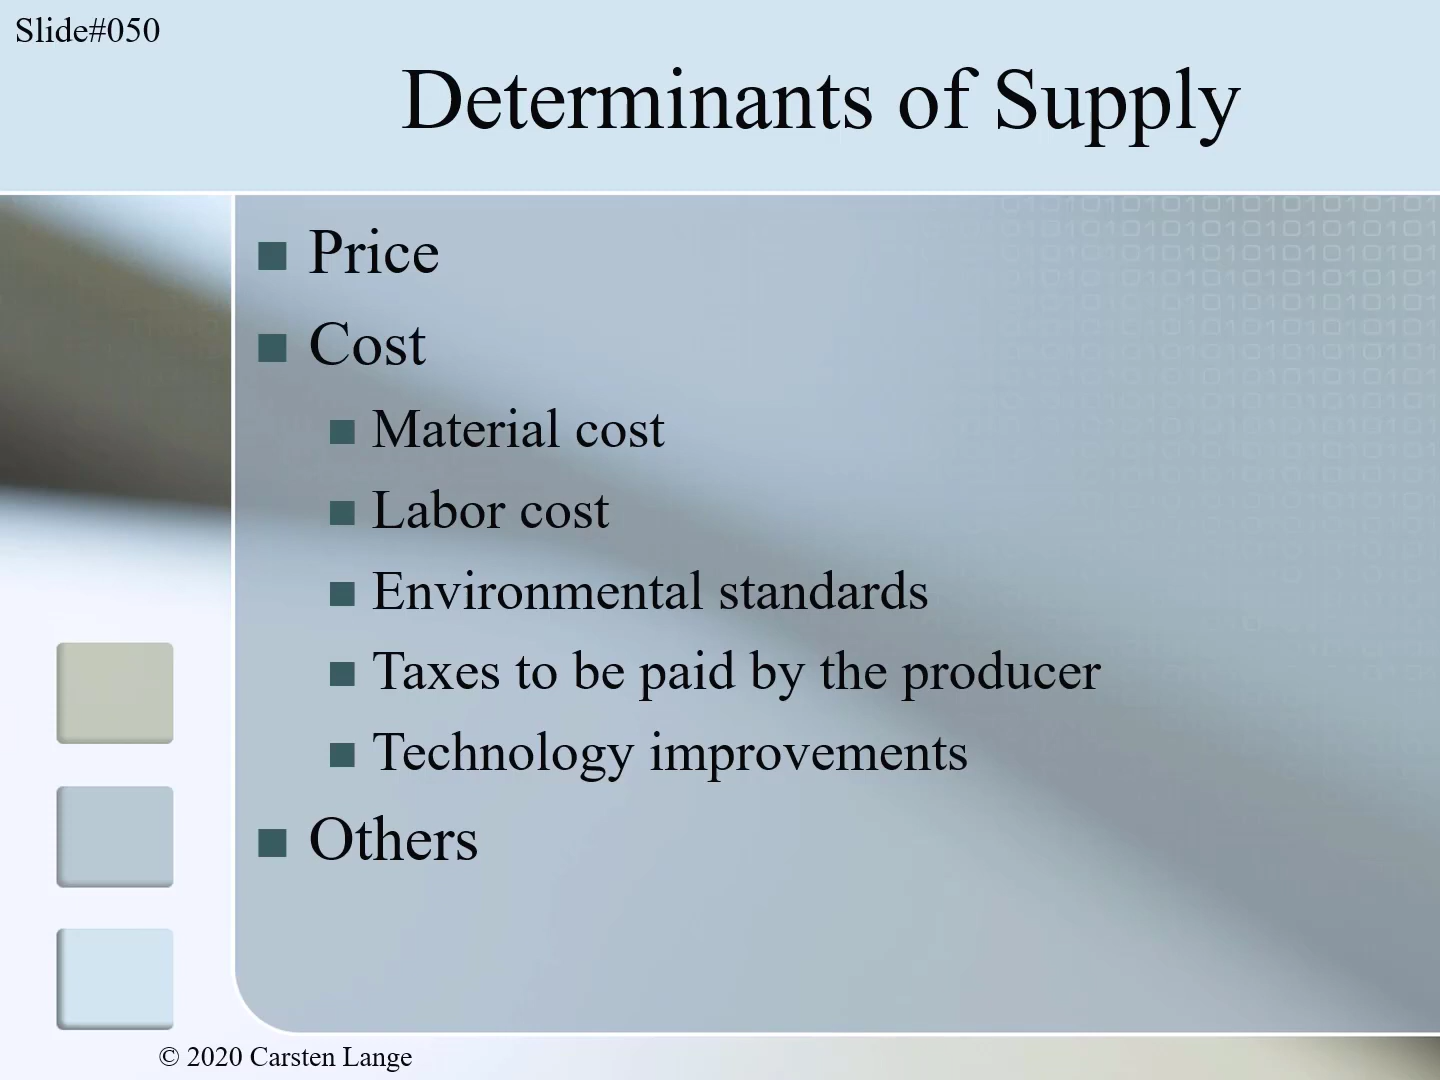 Slide#050
Determinants of Supply
Price
Cost
Material cost
Labor cost
Environmental standards
Taxes to be paid by the producer
Technology improvements
Others
© 2020 Carsten Lange